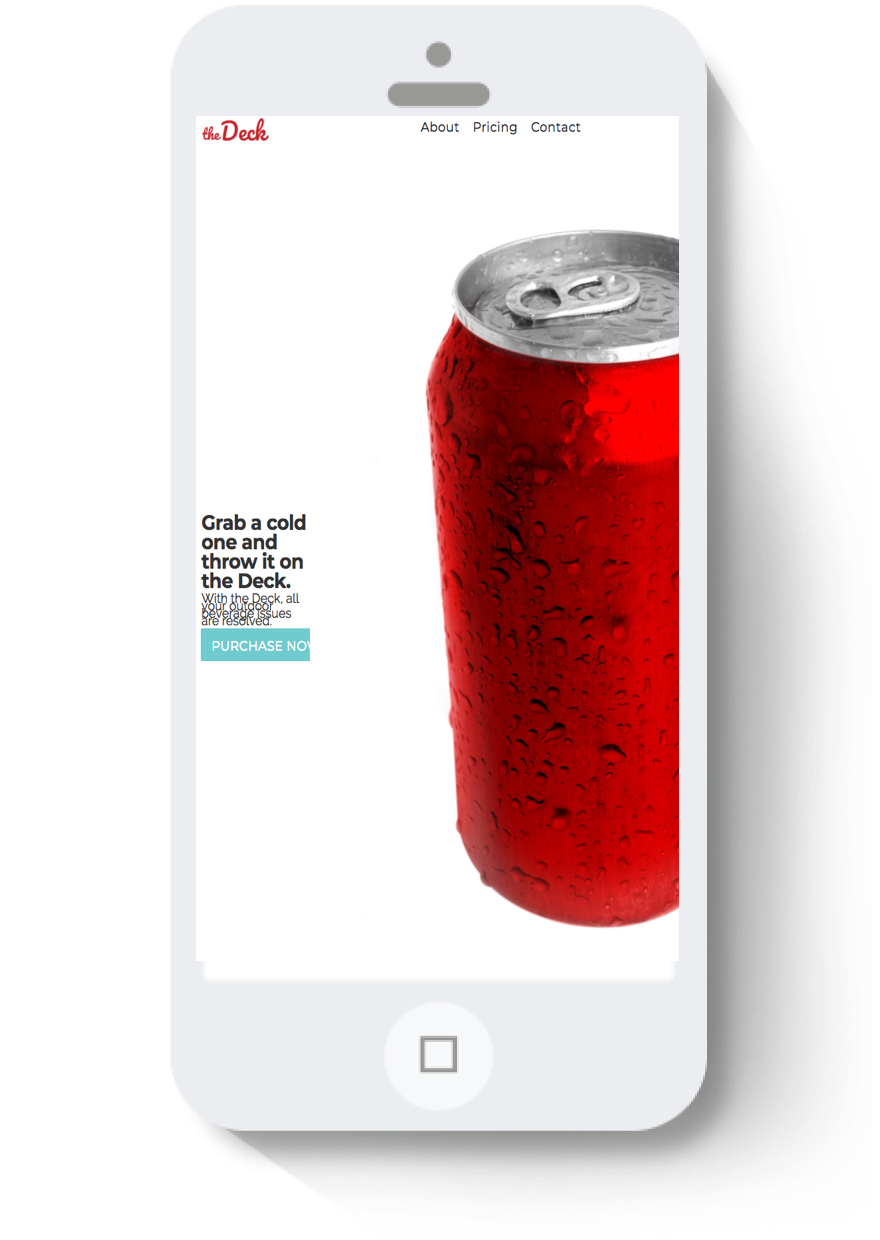 the Deck
About Pricing Contact
Grab a cold
one and
throw it on
the Deck.
With the Deck, all
your outdoor
beverage issues
are resolved.
PURCHASE NOW